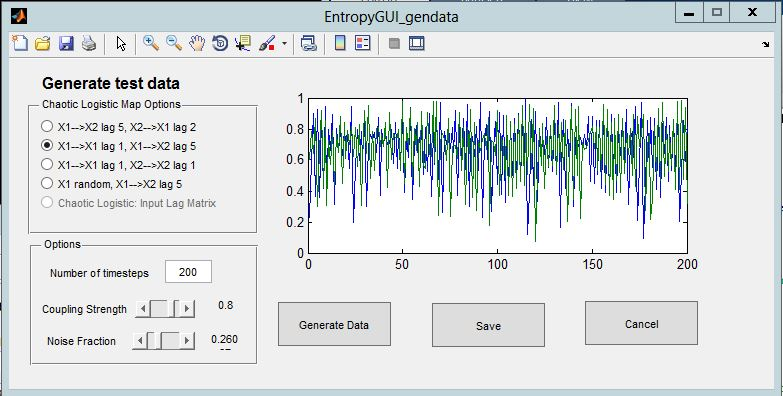 EntropyGUI_gendata
Generate test data
Chaotic Logistic Map Options
X1-->X2 lag 5, X2-->X1 lag 2
X1-->X1 lag 1, X1-->X2 lag 5
X1-->X1 lag 1, X2-->X2 lag 1
X1 random, X1-->X2 lag 5
Chaotic Logistic: Input Lag Matrix
Options
Number of timesteps 200
Coupling Strength 0.8
Noise Fraction 0.260
1
0.8
0.6
0.4
0.2
0
0 50 100 150 200
Generate Data Save Cancel